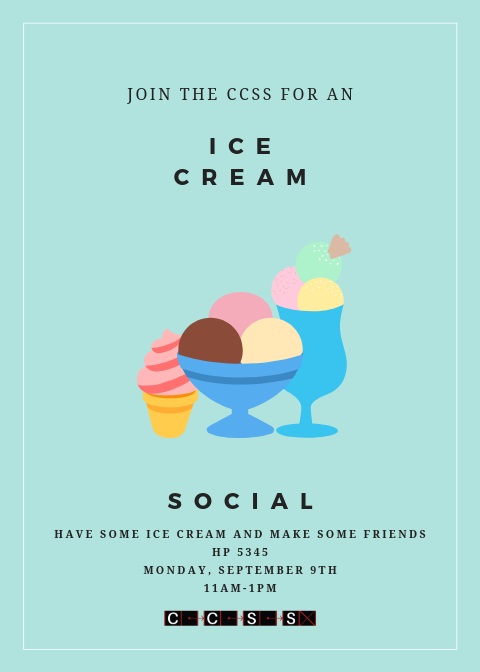 JOIN THE CCSS FOR AN
ICE
CREAM
SOCIAL
HAVE SOME ICE CREAM AND MAKE SOME FRIENDS
HP 5345
MONDAY, SEPTEMBER 9TH
11AM-1PM
C C S S